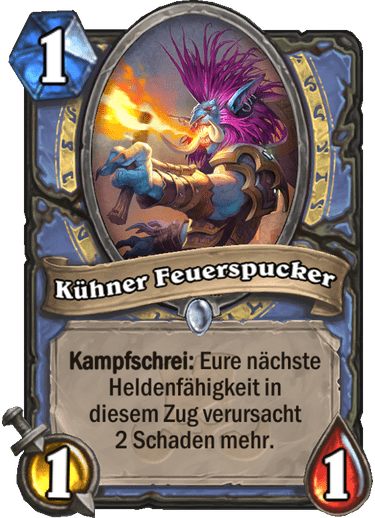 1
Kühner Feuerspucker
Kampfschrei: Eure nächste
Heldenfähigkeit in
diesem Zug verursacht
2 Schaden mehr.
1
1